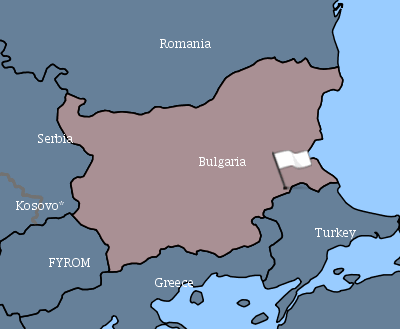 Romania
Serbia
Bulgaria
Kosovo*
Turkey
FYROM
Greece